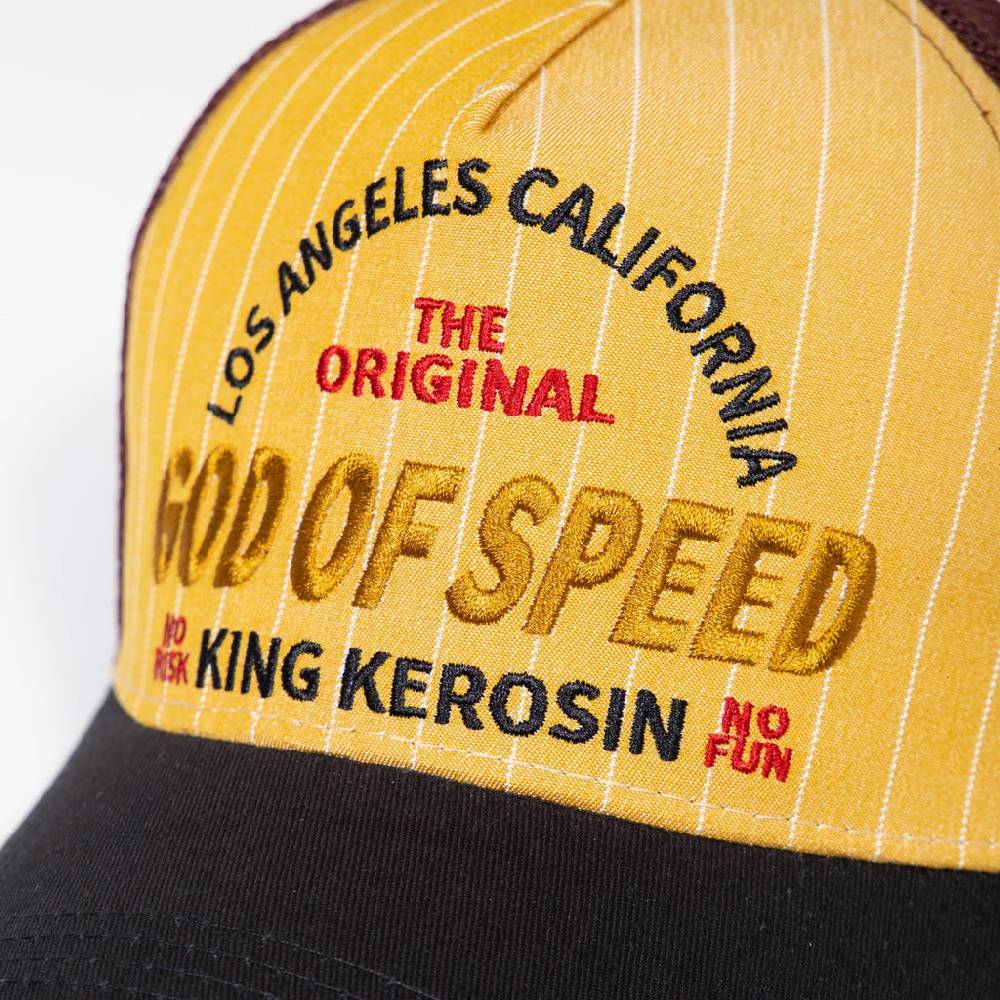 LOS ANGELES CALIFORNIA
THE
ORIGINAL
GOD OF SPEED
NO
RISK
KING KEROSIN
NO
FUN